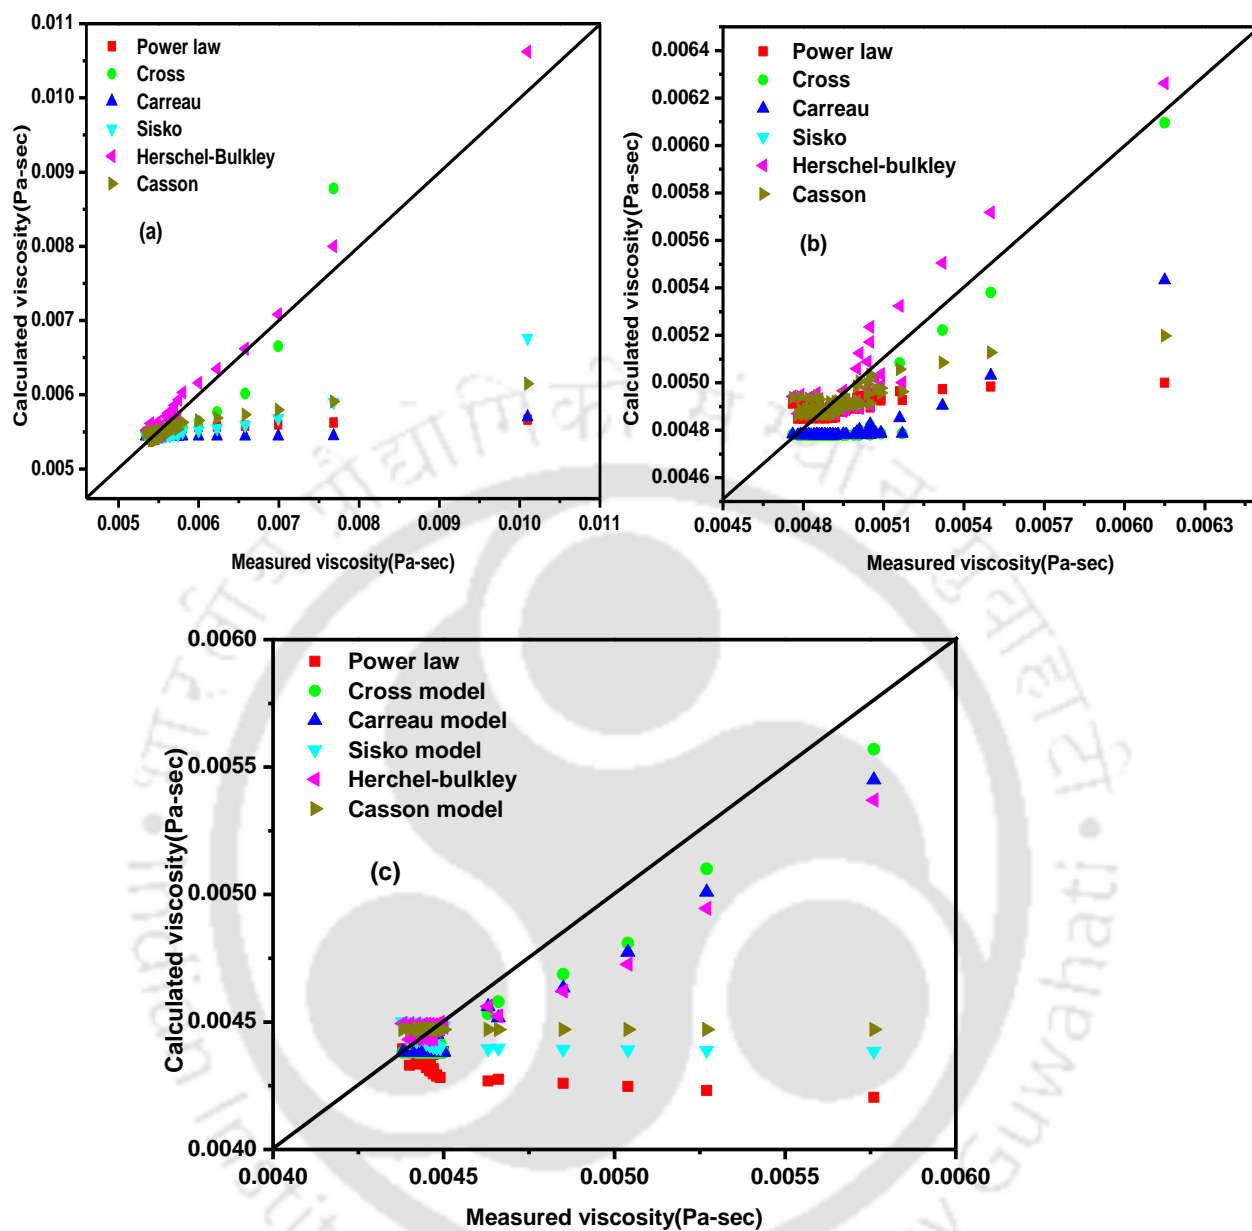 0.011
0.010
0.009
0.008
0.007
0.006
0.005
Calculated viscosity(Pa-sec)
Power law
Cross
Carreau
Sisko
Herschel-Bulkley
Casson
(a)
0.005 0.006 0.007 0.008 0.009 0.010 0.011
Measured viscosity(Pa-sec)
0.0064
0.0062
0.0060
0.0058
0.0056
0.0054
0.0052
0.0050
0.0048
0.0046
Calculated viscosity(Pa-sec)
Power law
Cross
Carreau
Sisko
Herschel-bulkley
Casson
(b)
0.0045 0.0048 0.0051 0.0054 0.0057 0.0060 0.0063
Measured viscosity(Pa-sec)
0.0060
0.0055
0.0050
0.0045
0.0040
Calculated viscosity(Pa-sec)
Power law
Cross model
Carreau model
Sisko model
Herchel-bulkley
Casson model
(c)
0.0040 0.0045 0.0050 0.0055 0.0060
Measured viscosity(Pa-sec)
Guwahati